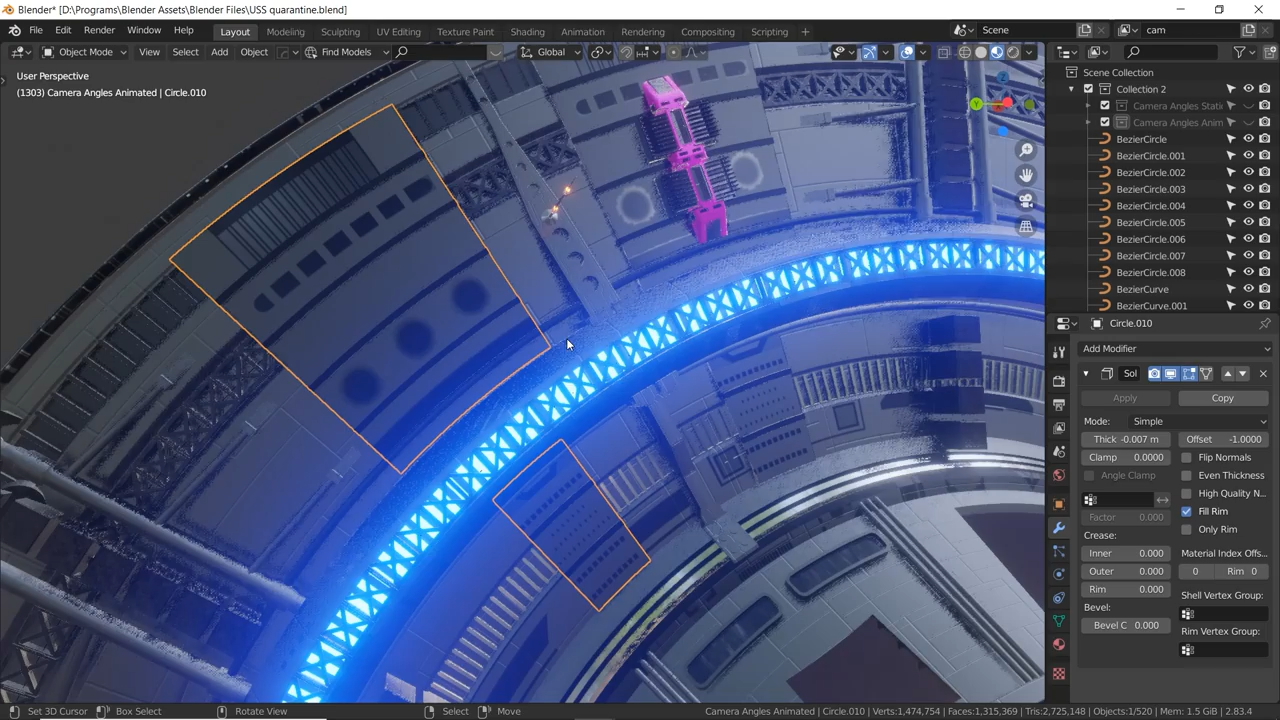 Blender* [D:\Programs\Blender Assets\Blender Files\USS quarantine.blend]
File Edit Render Window Help Layout Modeling Sculpting UV Editing Texture Paint Shading Animation Rendering Compositing Scripting + Scene cam
Object Mode View Select Add Object Find Models Global
User Perspective
(1303) Camera Angles Animated | Circle.010
Scene Collection
Collection 2
Camera Angles Stati
Camera Angles Anim
BezierCircle
BezierCircle.001
BezierCircle.002
BezierCircle.003
BezierCircle.004
BezierCircle.005
BezierCircle.006
BezierCircle.007
BezierCircle.008
BezierCurve
BezierCurve.001
Circle.010
Add Modifier
Sol
Apply Copy
Mode: Simple
Thick -0.007 m Offset -1.0000
Clamp 0.0000 Flip Normals
Angle Clamp Even Thickness
High Quality N...
Factor 0.000 Fill Rim
Only Rim
Crease:
Inner 0.000 Material Index Offs...
Outer 0.000 0 Rim 0
Rim 0.000 Shell Vertex Group:
Bevel:
Bevel C 0.000 Rim Vertex Group:
Set 3D Cursor Box Select Rotate View Select Move Camera Angles Animated | Circle.010 | Verts:1,474,754 | Faces:1,315,369 | Tris:2,725,148 | Objects:1/520 | Mem: 1.5 GiB | 2.83.4